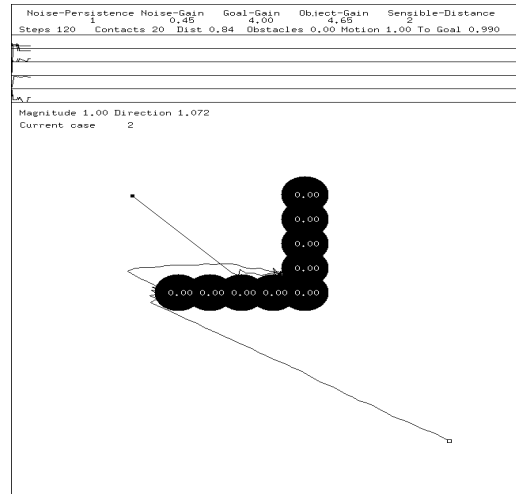 Noise-Persistence Noise-Gain Goal-Gain Object-Gain Sensible-Distance
1 0.45 4.00 4.65 2
Steps 120 Contacts 20 Dist 0.84 Obstacles 0.00 Motion 1.00 To Goal 0.990
Magnitude 1.00 Direction 1.072
Current case 2
0.00
0.00
0.00
0.00
0.00 0.00 0.00 0.00 0.00